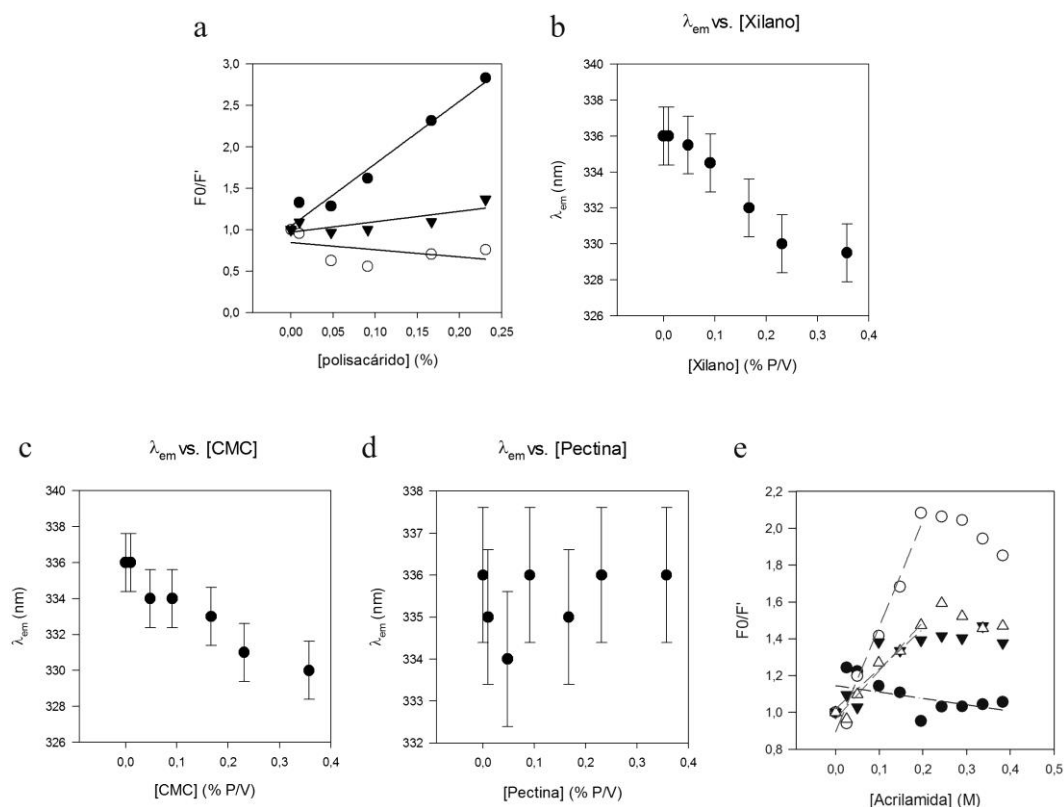 a
3,0
2,5
2,0
1,5
1,0
0,5
0,0
F0/F'
0,00 0,05 0,10 0,15 0,20 0,25
[polisacárido] (%)
b
λem vs. [Xilano]
340
338
336
334
332
330
328
326
λem (nm)
0,0 0,1 0,2 0,3 0,4
[Xilano] (% P/V)
c
λem vs. [CMC]
340
338
336
334
332
330
328
326
λem (nm)
0,0 0,1 0,2 0,3 0,4
[CMC] (% P/V)
d
λem vs. [Pectina]
338
337
336
335
334
333
332
λem (nm)
0,0 0,1 0,2 0,3 0,4
[Pectina] (% P/V)
e
2,2
2,0
1,8
1,6
1,4
1,2
1,0
0,8
F0/F'
0,0 0,1 0,2 0,3 0,4 0,5
[Acrilamida] (M)